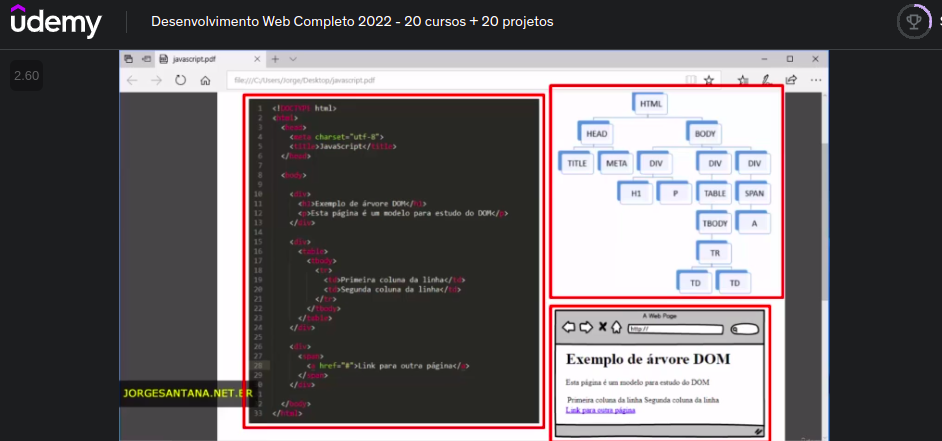 udemy
Desenvolvimento Web Completo 2022 - 20 cursos + 20 projetos
2.60
javascript.pdf
file:///C:/Users/Jorge/Desktop/javascript.pdf
1 <!DOCTYPE html>
2 <html>
3 <head>
4 <meta charset="utf-8">
5 <title>JavaScript</title>
6 </head>
7
8 <body>
9
10 <div>
11 <h1>Exemplo de árvore DOM</h1>
12 <p>Esta página é um modelo para estudo do DOM</p>
13 </div>
14
15 <div>
16 <table>
17 <tbody>
18 <tr>
19 <td>Primeira coluna da linha</td>
20 <td>Segunda coluna da linha</td>
21 </tr>
22 </tbody>
23 </table>
24 </div>
25
26 <div>
27 <span>
28 <a href="#">Link para outra página</a>
29 </span>
</div>
</body>
33 </html>
JORGESANTANA.NET.BR
HTML
HEAD BODY
TITLE META DIV DIV DIV
H1 P TABLE SPAN
TBODY A
TR
TD TD
A Web Page
http://
Exemplo de árvore DOM
Esta página é um modelo para estudo do DOM
Primeira coluna da linha Segunda coluna da linha
Link para outra página